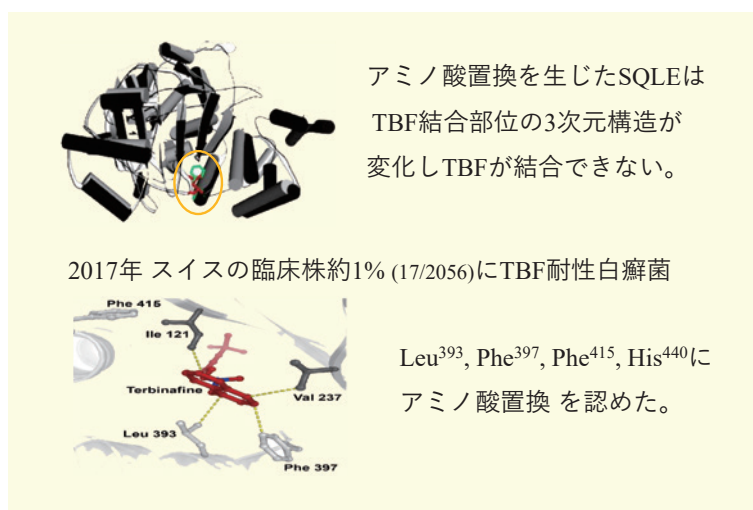 アミノ酸置換を生じたSQLEは
TBF結合部位の3次元構造が
変化しTBFが結合できない。
2017年 スイスの臨床株約1% (17/2056)にTBF耐性白癬菌
Phe 415
Ile 121
Terbinafine
Val 237
Leu 393
Phe 397
Leu³⁹³, Phe³⁹⁷, Phe⁴¹⁵, His⁴⁴⁰に
アミノ酸置換 を認めた。